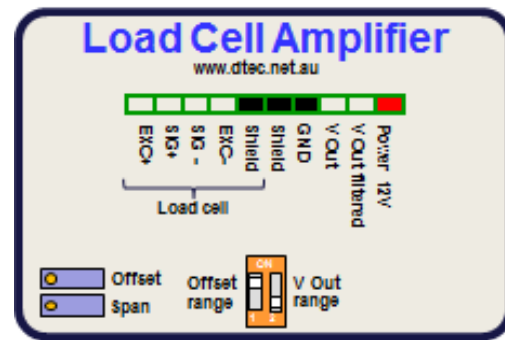 Load Cell Amplifier
www.dtec.net.au
EXC+
SIG+
SIG -
EXC-
Shield
Shield
GND
V Out
V Out filtered
Power 12V
Load cell
ON
Offset
Span
Offset
range
V Out
range
1 2